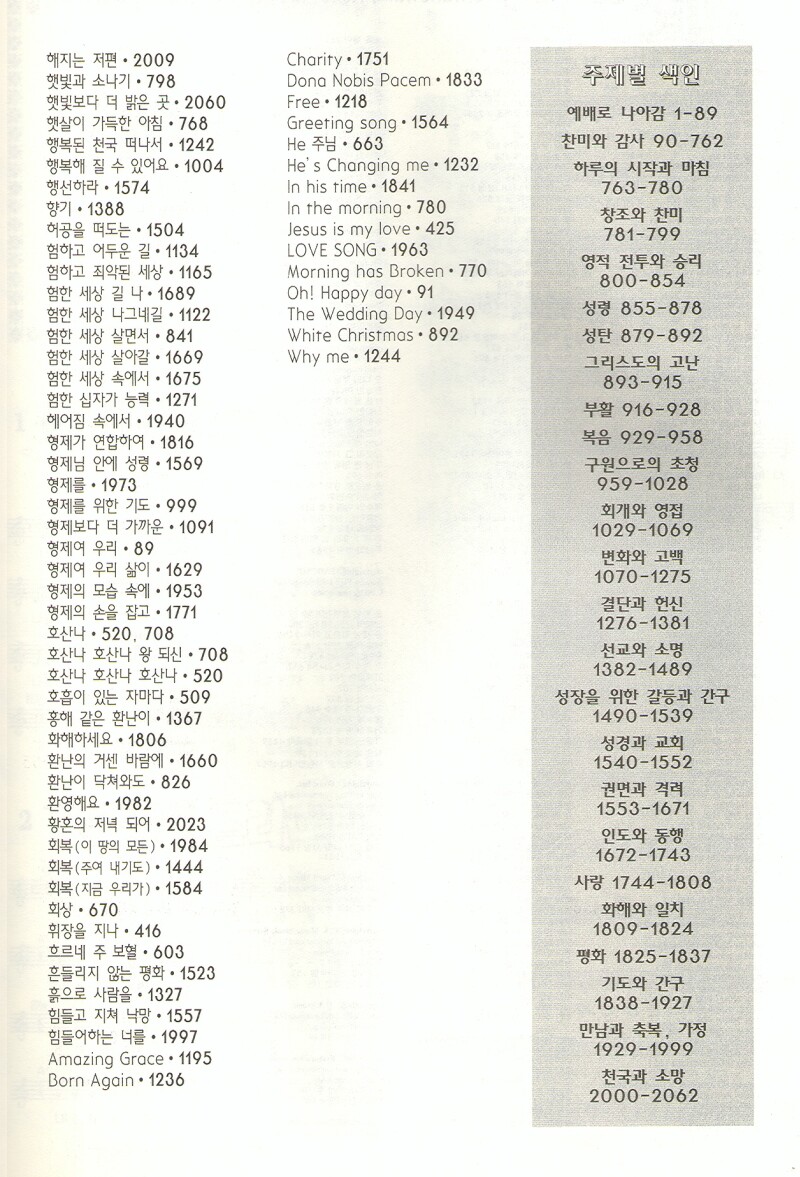 해지는 저편 • 2009
햇빛과 소나기 • 798
햇빛보다 더 밝은 곳 • 2060
햇살이 가득한 아침 • 768
행복된 천국 떠나서 • 1242
행복해 질 수 있어요 • 1004
행선하라 • 1574
향기 • 1388
허공을 떠도는 • 1504
험하고 어두운 길 • 1134
험하고 죄악된 세상 • 1165
험한 세상 길 나 • 1689
험한 세상 나그네길 • 1122
험한 세상 살면서 • 841
험한 세상 살아갈 • 1669
험한 세상 속에서 • 1675
험한 십자가 능력 • 1271
헤어짐 속에서 • 1940
형제가 연합하여 • 1816
형제님 안에 성령 • 1569
형제를 • 1973
형제를 위한 기도 • 999
형제보다 더 가까운 • 1091
형제여 우리 • 89
형제여 우리 삶이 • 1629
형제의 모습 속에 • 1953
형제의 손을 잡고 • 1771
호산나 • 520, 708
호산나 호산나 왕 되신 • 708
호산나 호산나 호산나 • 520
호흡이 있는 자마다 • 509
홍해 같은 환난이 • 1367
화해하세요 • 1806
환난의 거센 바람에 • 1660
환난이 닥쳐와도 • 826
환영해요 • 1982
황혼의 저녁 되어 • 2023
회복(이 땅의 모든) • 1984
회복(주여 내기도) • 1444
회복(지금 우리가) • 1584
회상 • 670
휘장을 지나 • 416
흐르네 주 보혈 • 603
흔들리지 않는 평화 • 1523
흙으로 사람을 • 1327
힘들고 지쳐 낙망 • 1557
힘들어하는 너를 • 1997
Amazing Grace • 1195
Born Again • 1236
Charity • 1751
Dona Nobis Pacem • 1833
Free • 1218
Greeting song • 1564
He 주님 • 663
He's Changing me • 1232
In his time • 1841
In the morning • 780
Jesus is my love • 425
LOVE SONG • 1963
Morning has Broken • 770
Oh! Happy day • 91
The Wedding Day • 1949
White Christmas • 892
Why me • 1244
주제별 색인
예배로 나아감 1-89
찬미와 감사 90-762
하루의 시작과 마침
763-780
창조와 찬미
781-799
영적 전투와 승리
800-854
성령 855-878
성탄 879-892
그리스도의 고난
893-915
부활 916-928
복음 929-958
구원으로의 초청
959-1028
회개와 영접
1029-1069
변화와 고백
1070-1275
결단과 헌신
1276-1381
선교와 소명
1382-1489
성장을 위한 갈등과 간구
1490-1539
성경과 교회
1540-1552
권면과 격려
1553-1671
인도와 동행
1672-1743
사랑 1744-1808
화해와 일치
1809-1824
평화 1825-1837
기도와 간구
1838-1927
만남과 축복, 가정
1929-1999
천국과 소망
2000-2062